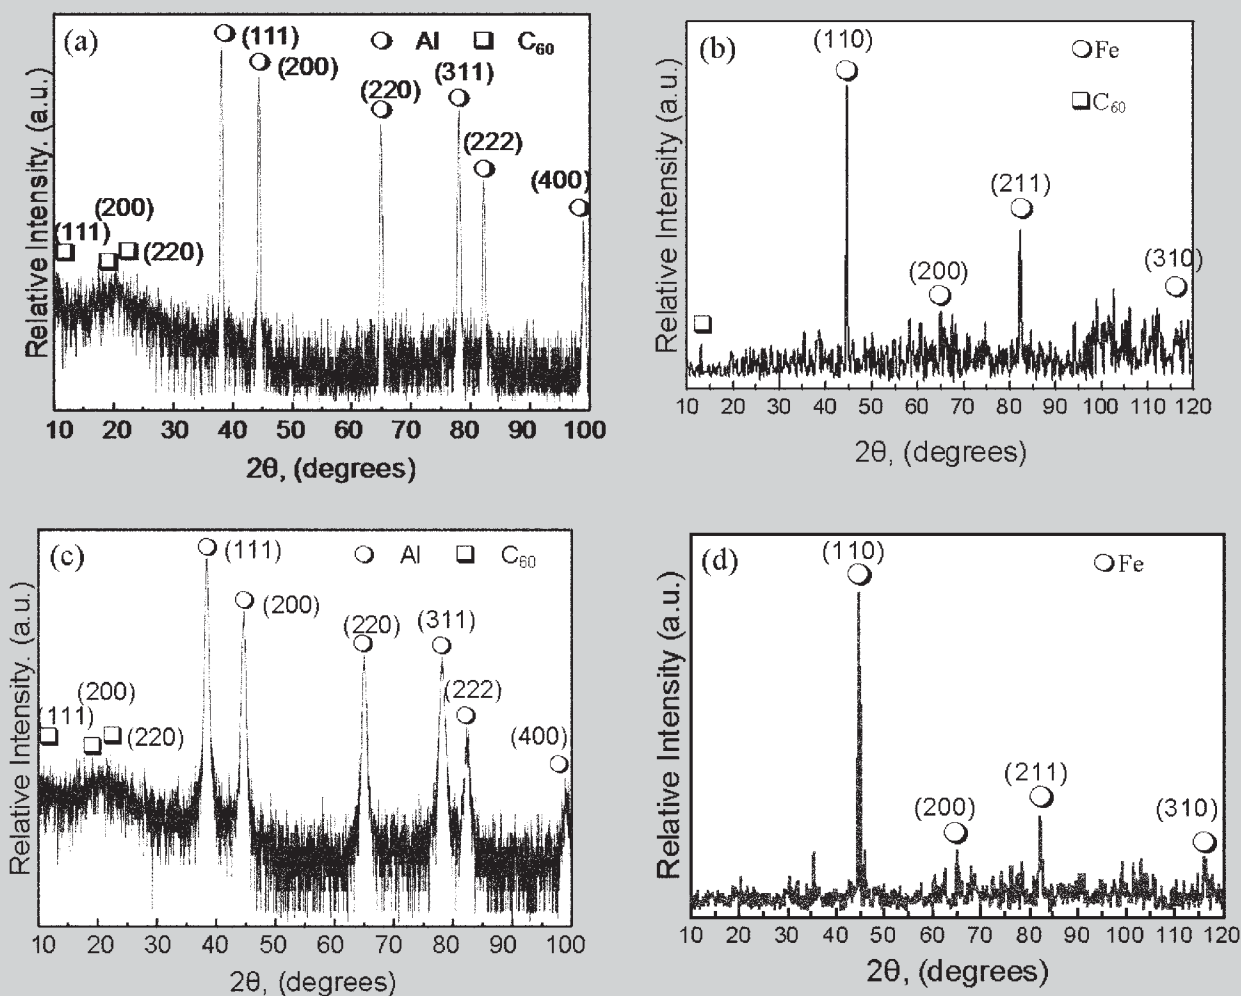 (a)
(111)
Al
C₆₀
(200)
(311)
(220)
(222)
(400)
(200)
(111)
(220)
Relative Intensity. (a.u.)
10 20 30 40 50 60 70 80 90 100
2θ, (degrees)
(b)
(110)
Fe
C₆₀
(211)
(200)
(310)
Relative Intensity (a.u.)
10 20 30 40 50 60 70 80 90 100 110 120
2θ, (degrees)
(c)
(111)
Al
C₆₀
(200)
(220)
(311)
(222)
(400)
(200)
(111)
(220)
Relative Intensity. (a.u.)
10 20 30 40 50 60 70 80 90 100
2θ, (degrees)
(d)
(110)
Fe
(211)
(200)
(310)
Relative Intensity (a.u.)
10 20 30 40 50 60 70 80 90 100 110 120
2θ, (degrees)